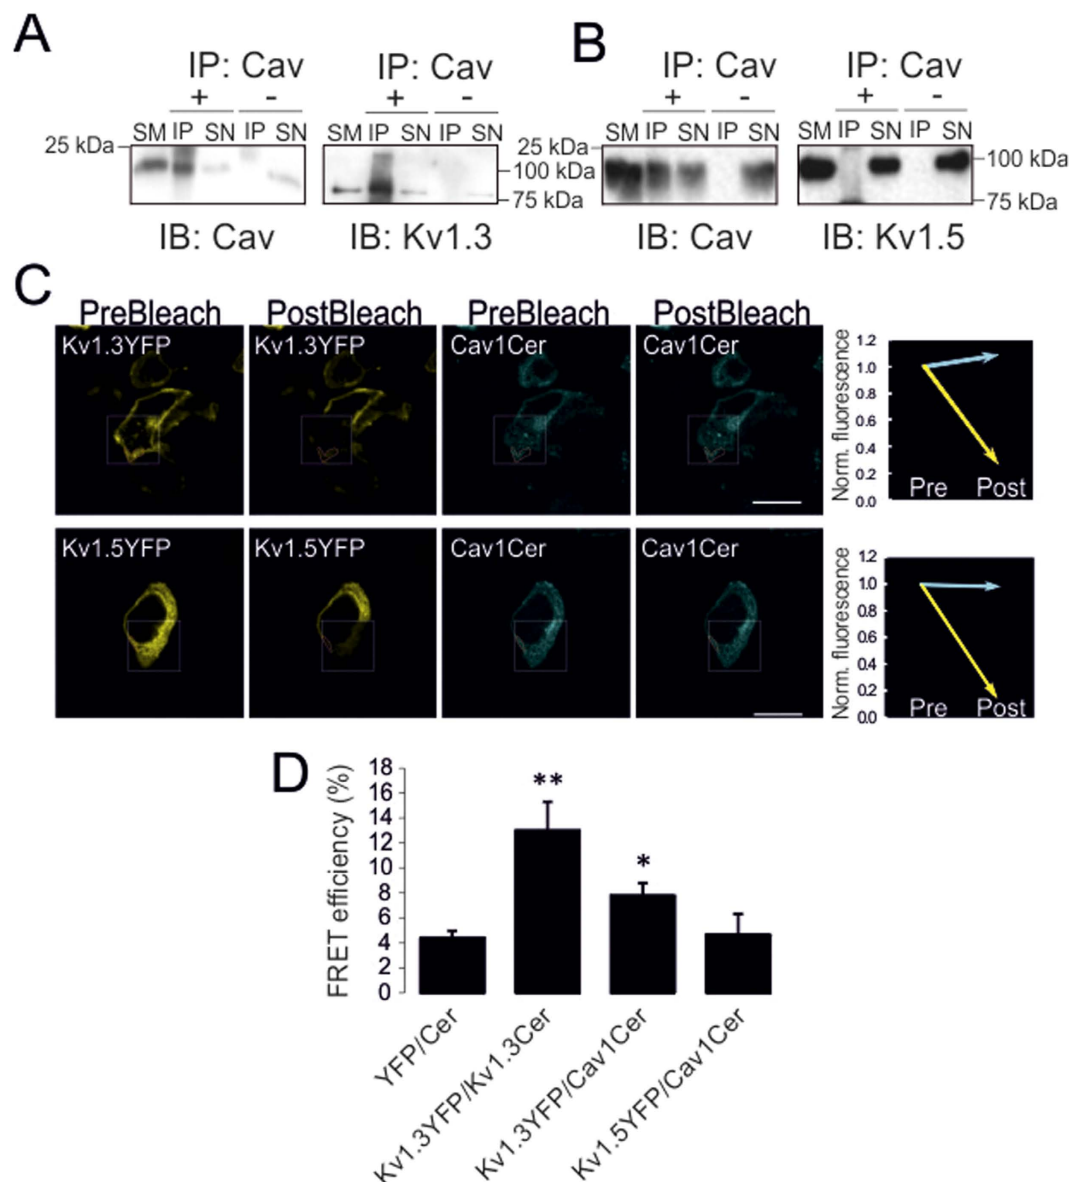 A
IP: Cav
IP: Cav
+
-
+
-
SM IP SN IP SN
SM IP SN IP SN
25 kDa
100 kDa
75 kDa
IB: Cav
IB: Kv1.3
B
IP: Cav
IP: Cav
+
-
+
-
SM IP SN IP SN
SM IP SN IP SN
25 kDa
100 kDa
75 kDa
IB: Cav
IB: Kv1.5
C
PreBleach
PostBleach
PreBleach
PostBleach
Kv1.3YFP
Kv1.3YFP
Cav1Cer
Cav1Cer
Norm. fluorescence
1.2
1.0
0.8
0.6
0.4
0.2
0.0
Pre
Post
Kv1.5YFP
Kv1.5YFP
Cav1Cer
Cav1Cer
Norm. fluorescence
1.2
1.0
0.8
0.6
0.4
0.2
0.0
Pre
Post
D
FRET efficiency (%)
18
16
14
12
10
8
6
4
2
0
**
*
YFP/Cer
Kv1.3YFP/Kv1.3Cer
Kv1.3YFP/Cav1Cer
Kv1.5YFP/Cav1Cer